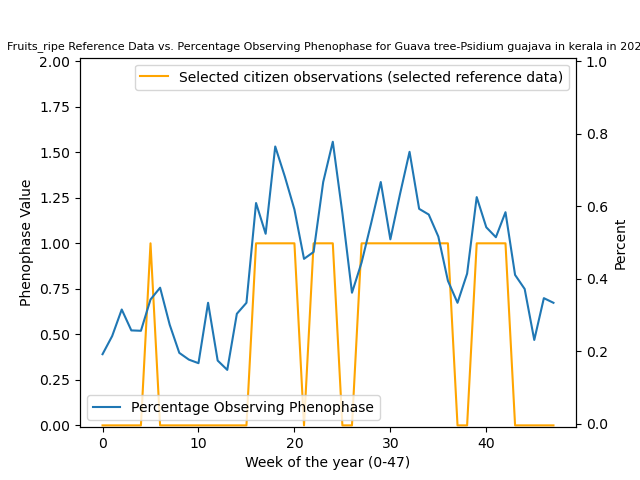 Fruits_ripe Reference Data vs. Percentage Observing Phenophase for Guava tree-Psidium guajava in kerala in 202
2.00
1.75
1.50
1.25
1.00
0.75
0.50
0.25
0.00
Phenophase Value
Selected citizen observations (selected reference data)
Percentage Observing Phenophase
1.0
0.8
0.6
0.4
0.2
0.0
Percent
0 10 20 30 40
Week of the year (0-47)